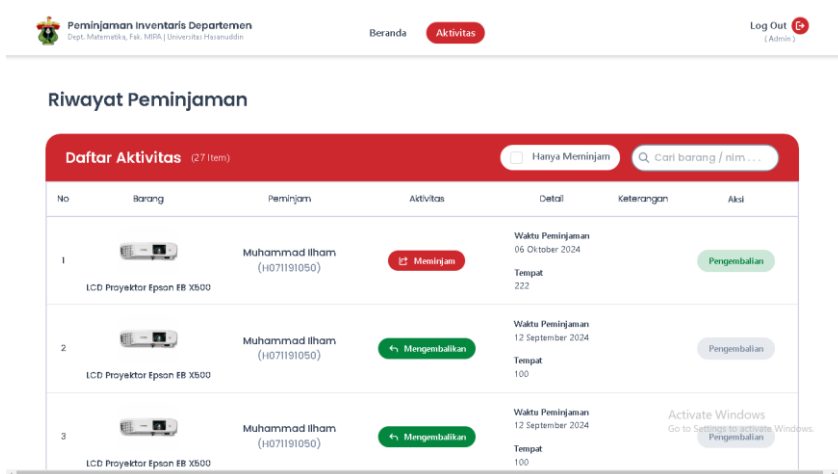 Peminjaman Inventaris Departemen
Dept. Matematika, Fak. MIPA | Universitas Hasanuddin
Beranda
Aktivitas
Log Out
( Admin )
Riwayat Peminjaman
Daftar Aktivitas (27 Item)
Hanya Meminjam
Cari barang / nim . . .
No Barang Peminjam Aktivitas Detail Keterangan Aksi
1
LCD Proyektor Epson EB X500
Muhammad Ilham
(H071191050)
Meminjam
Waktu Peminjaman
06 Oktober 2024
Tempat
222
Pengembalian
2
LCD Proyektor Epson EB X500
Muhammad Ilham
(H071191050)
Mengembalikan
Waktu Peminjaman
12 September 2024
Tempat
100
Pengembalian
3
LCD Proyektor Epson EB X500
Muhammad Ilham
(H071191050)
Mengembalikan
Waktu Peminjaman
12 September 2024
Tempat
100
Pengembalian
Activate Windows
Go to Settings to activate Windows.